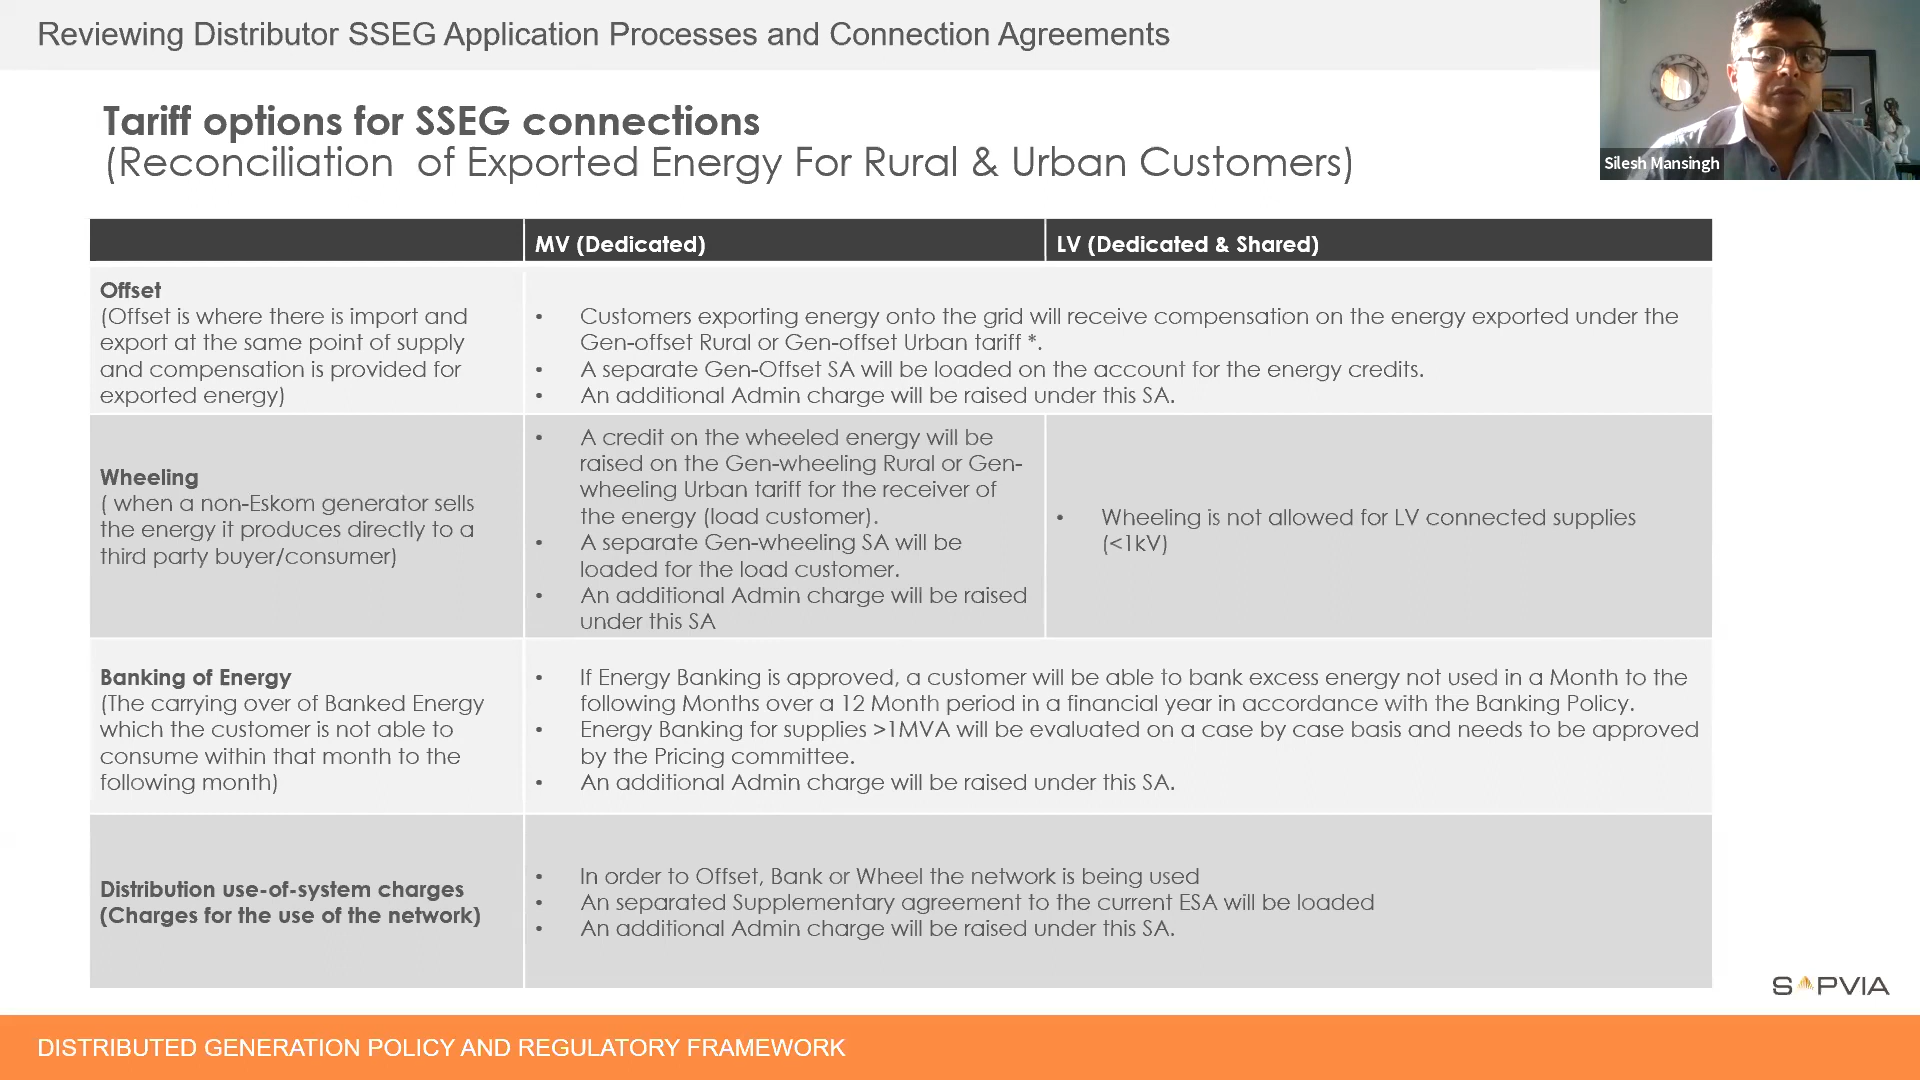 Reviewing Distributor SSEG Application Processes and Connection Agreements
Silesh Mansingh
Tariff options for SSEG connections
(Reconciliation of Exported Energy For Rural & Urban Customers)
MV (Dedicated)
LV (Dedicated & Shared)
Offset
(Offset is where there is import and
export at the same point of supply
and compensation is provided for
exported energy)
• Customers exporting energy onto the grid will receive compensation on the energy exported under the
Gen-offset Rural or Gen-offset Urban tariff *.
• A separate Gen-Offset SA will be loaded on the account for the energy credits.
• An additional Admin charge will be raised under this SA.
Wheeling
( when a non-Eskom generator sells
the energy it produces directly to a
third party buyer/consumer)
• A credit on the wheeled energy will be
raised on the Gen-wheeling Rural or Gen-
wheeling Urban tariff for the receiver of
the energy (load customer).
• A separate Gen-wheeling SA will be
loaded for the load customer.
• An additional Admin charge will be raised
under this SA
• Wheeling is not allowed for LV connected supplies
(<1kV)
Banking of Energy
(The carrying over of Banked Energy
which the customer is not able to
consume within that month to the
following month)
• If Energy Banking is approved, a customer will be able to bank excess energy not used in a Month to the
following Months over a 12 Month period in a financial year in accordance with the Banking Policy.
• Energy Banking for supplies >1MVA will be evaluated on a case by case basis and needs to be approved
by the Pricing committee.
• An additional Admin charge will be raised under this SA.
Distribution use-of-system charges
(Charges for the use of the network)
• In order to Offset, Bank or Wheel the network is being used
• An separated Supplementary agreement to the current ESA will be loaded
• An additional Admin charge will be raised under this SA.
SAPVIA
DISTRIBUTED GENERATION POLICY AND REGULATORY FRAMEWORK